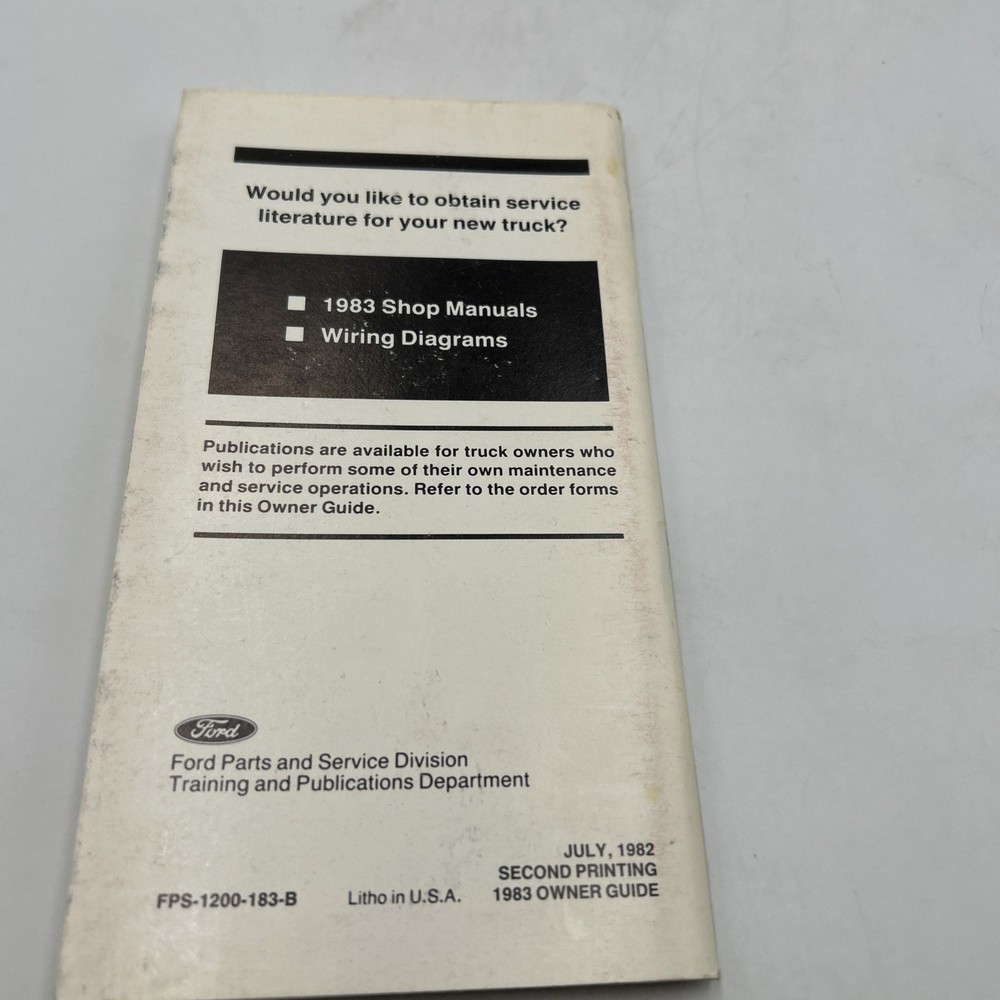 Would you like to obtain service
literature for your new truck?
1983 Shop Manuals
Wiring Diagrams
Publications are available for truck owners who
wish to perform some of their own maintenance
and service operations. Refer to the order forms
in this Owner Guide.
Ford
Ford Parts and Service Division
Training and Publications Department
JULY, 1982
SECOND PRINTING
FPS-1200-183-B Litho in U.S.A. 1983 OWNER GUIDE